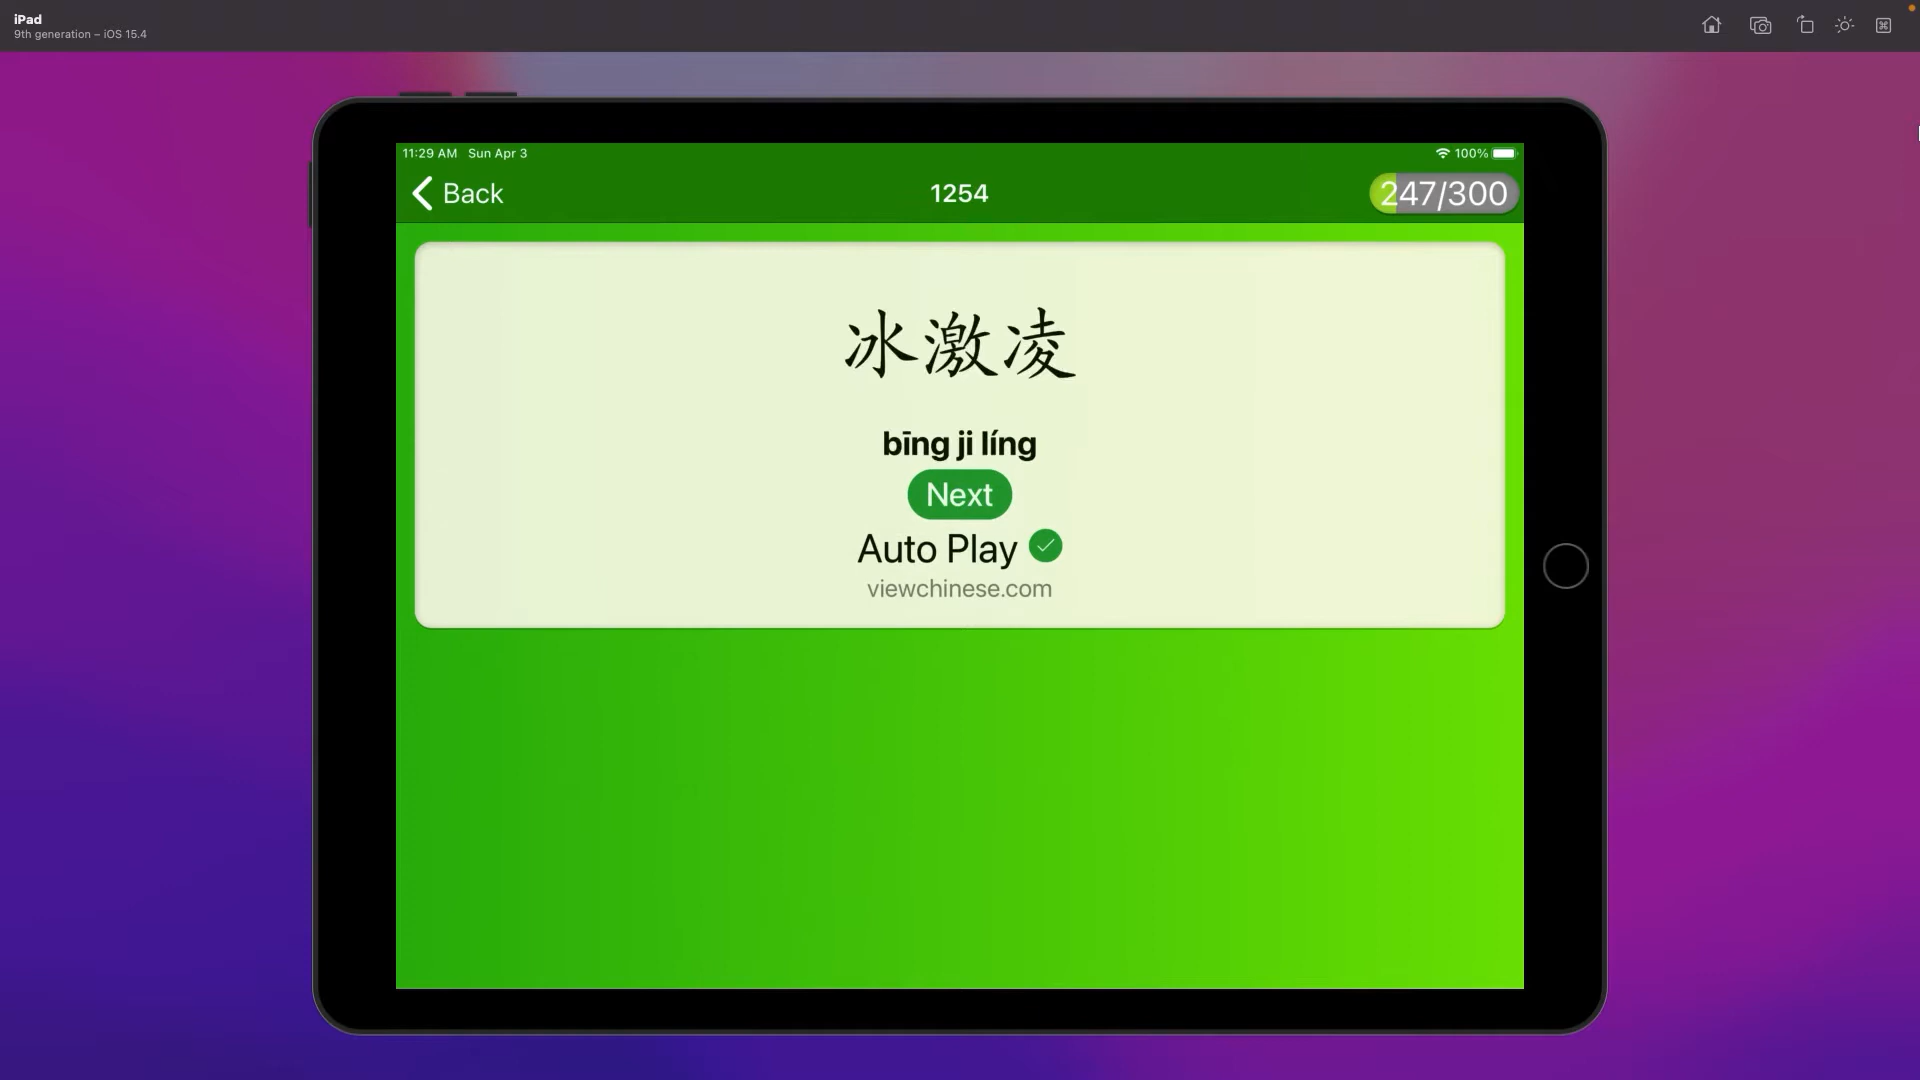 iPad
9th generation – iOS 15.4
11:29 AM Sun Apr 3
100%
Back
1254
247/300
冰激凌
bīng ji líng
Next
Auto Play
viewchinese.com